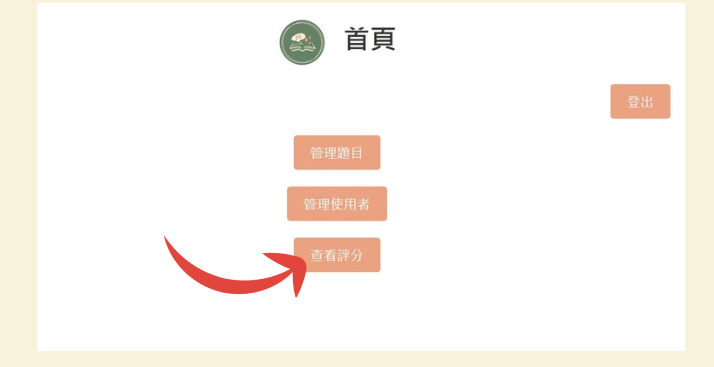 首頁
登出
管理題目
管理使用者
查看評分